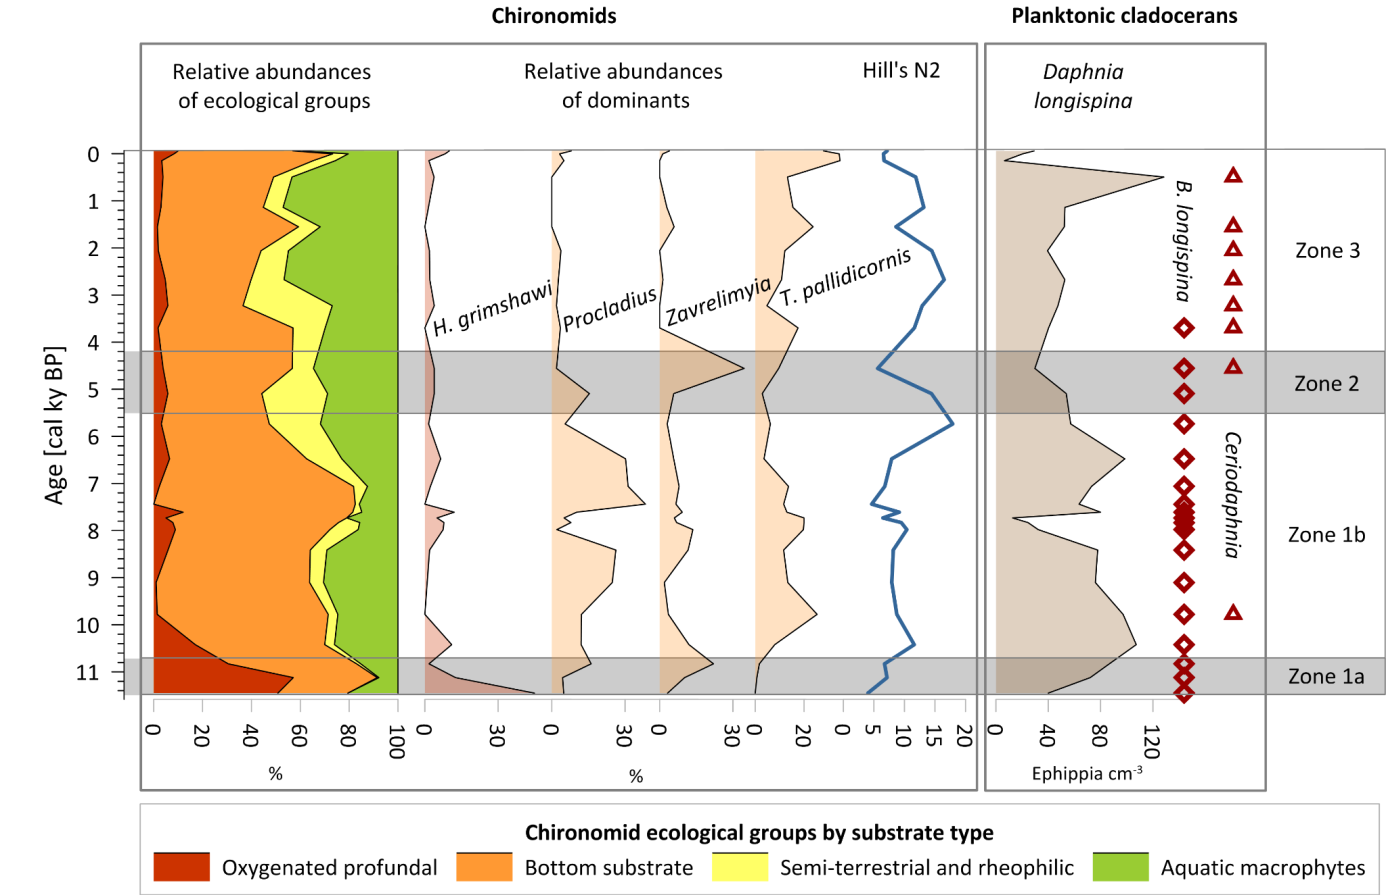 Chironomids
Planktonic cladocerans
Relative abundances
of ecological groups
Relative abundances
of dominants
Hill's N2
Daphnia
longispina
Age [cal ky BP]
0
1
2
3
4
5
6
7
8
9
10
11
H. grimshawi
Procladius
Zavrelimyia
T. pallidicornis
B. longispina
Ceriodaphnia
Zone 3
Zone 2
Zone 1b
Zone 1a
0 20 40 60 80 100
0 30
0 30
0 30
0 20
0 5 10 15 20
0 40 80 120
%
%
Ephippia cm-3
Chironomid ecological groups by substrate type
Oxygenated profundal
Bottom substrate
Semi-terrestrial and rheophilic
Aquatic macrophytes